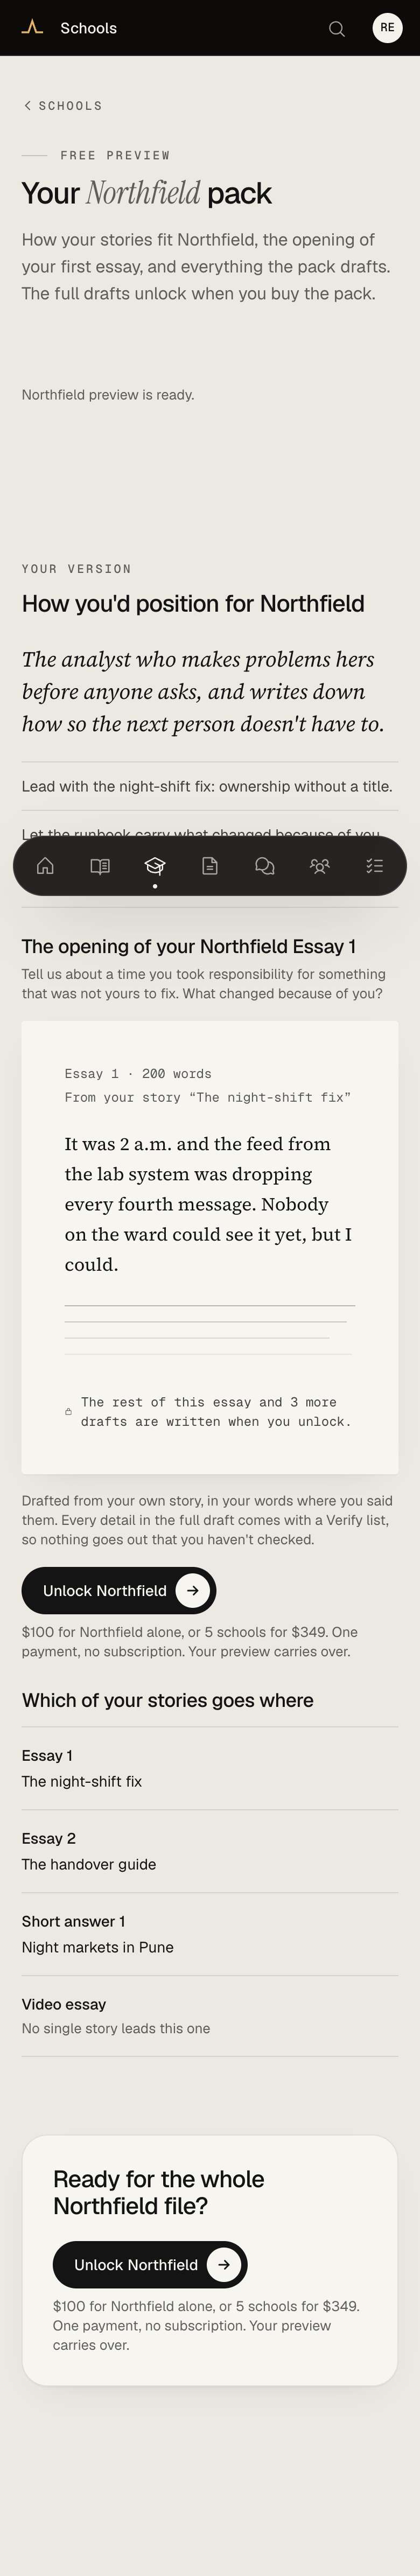 Schools
RE
SCHOOLS
FREE PREVIEW
Your Northfield pack
How your stories fit Northfield, the opening of
your first essay, and everything the pack drafts.
The full drafts unlock when you buy the pack.
Northfield preview is ready.
YOUR VERSION
How you'd position for Northfield
The analyst who makes problems hers
before anyone asks, and writes down
how so the next person doesn't have to.
Lead with the night-shift fix: ownership without a title.
Let the runbook carry what changed because of you
The opening of your Northfield Essay 1
Tell us about a time you took responsibility for something
that was not yours to fix. What changed because of you?
Essay 1 · 200 words
From your story “The night-shift fix”
It was 2 a.m. and the feed from
the lab system was dropping
every fourth message. Nobody
on the ward could see it yet, but I
could.
The rest of this essay and 3 more
drafts are written when you unlock.
Drafted from your own story, in your words where you said
them. Every detail in the full draft comes with a Verify list,
so nothing goes out that you haven't checked.
Unlock Northfield
$100 for Northfield alone, or 5 schools for $349. One
payment, no subscription. Your preview carries over.
Which of your stories goes where
Essay 1
The night-shift fix
Essay 2
The handover guide
Short answer 1
Night markets in Pune
Video essay
No single story leads this one
Ready for the whole
Northfield file?
Unlock Northfield
$100 for Northfield alone, or 5 schools for $349.
One payment, no subscription. Your preview
carries over.